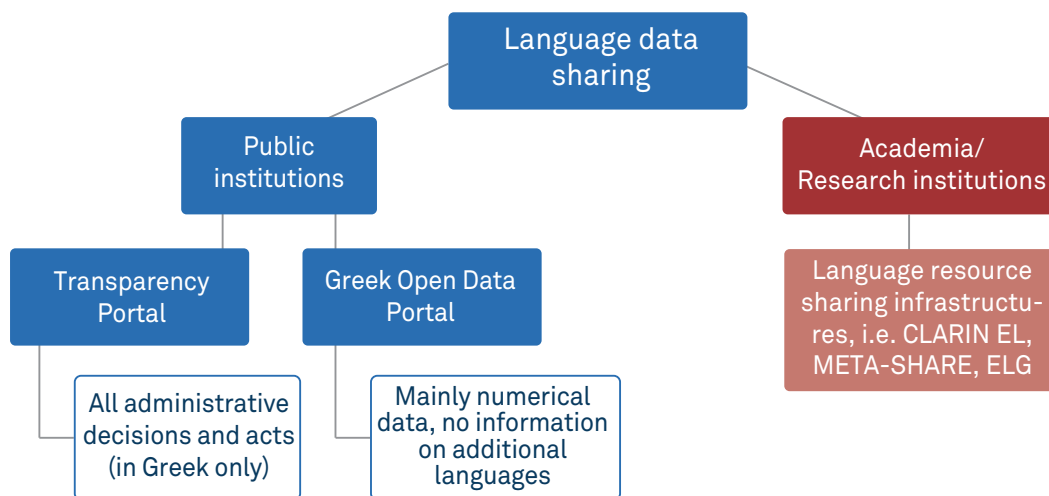 Language data
sharing
Public
institutions
Academia/
Research institutions
Transparency
Portal
Greek Open Data
Portal
Language resource
sharing infrastructu-
res, i.e. CLARIN EL,
META-SHARE, ELG
All administrative
decisions and acts
(in Greek only)
Mainly numerical
data, no information
on additional
languages